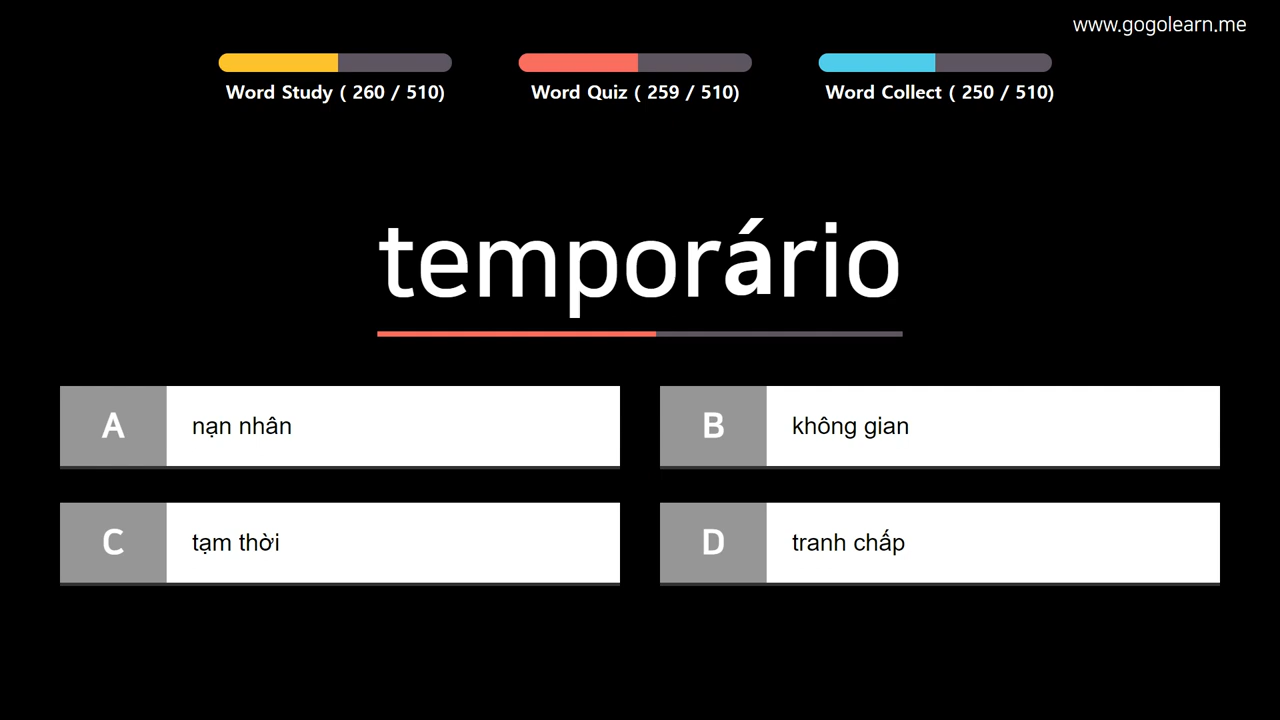 www.gogolearn.me
Word Study ( 260 / 510)
Word Quiz ( 259 / 510)
Word Collect ( 250 / 510)
temporário
A
nạn nhân
B
không gian
C
tạm thời
D
tranh chấp